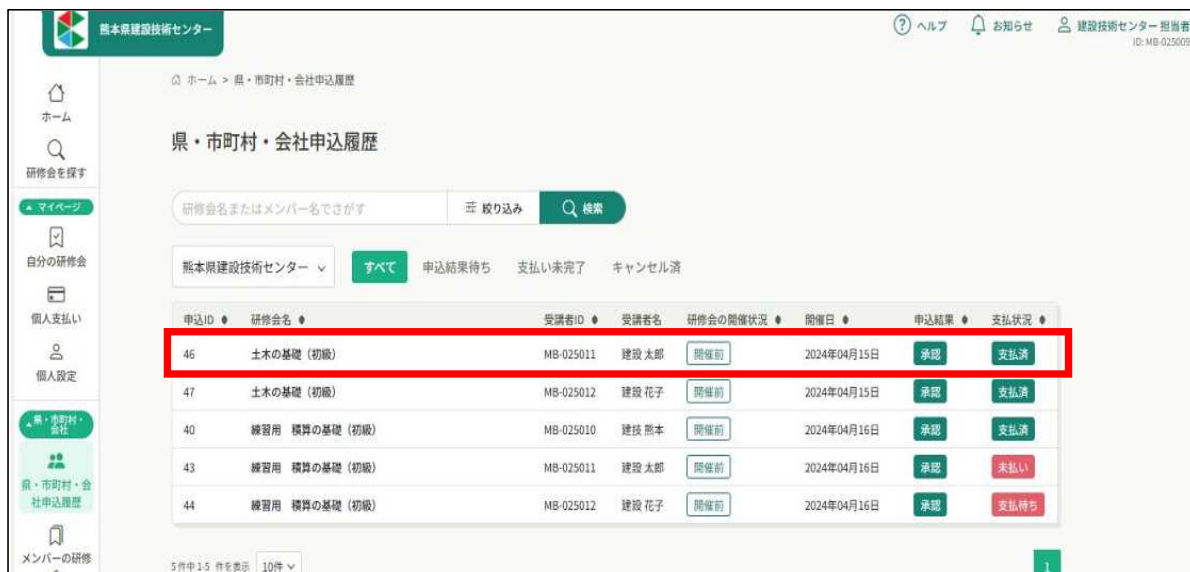 熊本県建設技術センター
ヘルプ
お知らせ
建設技術センター 担当者
ID: MB-025009
ホーム
研修会を探す
マイページ
自分の研修会
個人支払い
個人設定
県・市町村・会社
県・市町村・会社申込履歴
メンバーの研修
ホーム > 県・市町村・会社申込履歴
県・市町村・会社申込履歴
研修会名またはメンバー名でさがす 絞り込み 検索
熊本県建設技術センター すべて 申込結果待ち 支払い未完了 キャンセル済
申込ID 研修会名 受講者ID 受講者名 研修会の開催状況 開催日 申込結果 支払状況
46 土木の基礎（初級） MB-025011 建設 太郎 開催前 2024年04月15日 承認 支払済
47 土木の基礎（初級） MB-025012 建設 花子 開催前 2024年04月15日 承認 支払済
40 練習用 積算の基礎（初級） MB-025010 建技 熊本 開催前 2024年04月16日 承認 支払済
43 練習用 積算の基礎（初級） MB-025011 建設 太郎 開催前 2024年04月16日 承認 未払い
44 練習用 積算の基礎（初級） MB-025012 建設 花子 開催前 2024年04月16日 承認 支払待ち
5件中 1-5 件を表示 10件
1